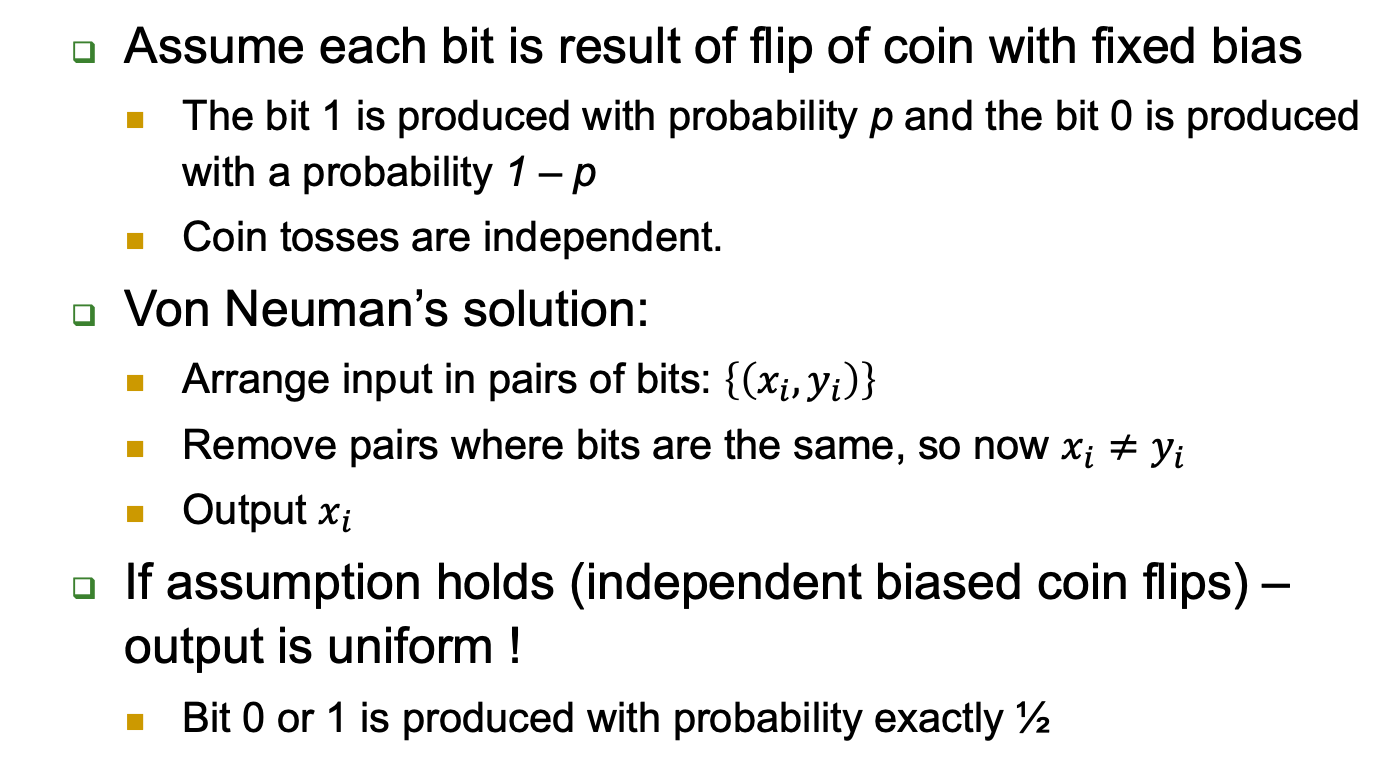 Assume each bit is result of flip of coin with fixed bias
The bit 1 is produced with probability p and the bit 0 is produced
with a probability 1 – p
Coin tosses are independent.
Von Neuman’s solution:
Arrange input in pairs of bits: {(xᵢ, yᵢ)}
Remove pairs where bits are the same, so now xᵢ ≠ yᵢ
Output xᵢ
If assumption holds (independent biased coin flips) –
output is uniform !
Bit 0 or 1 is produced with probability exactly ½